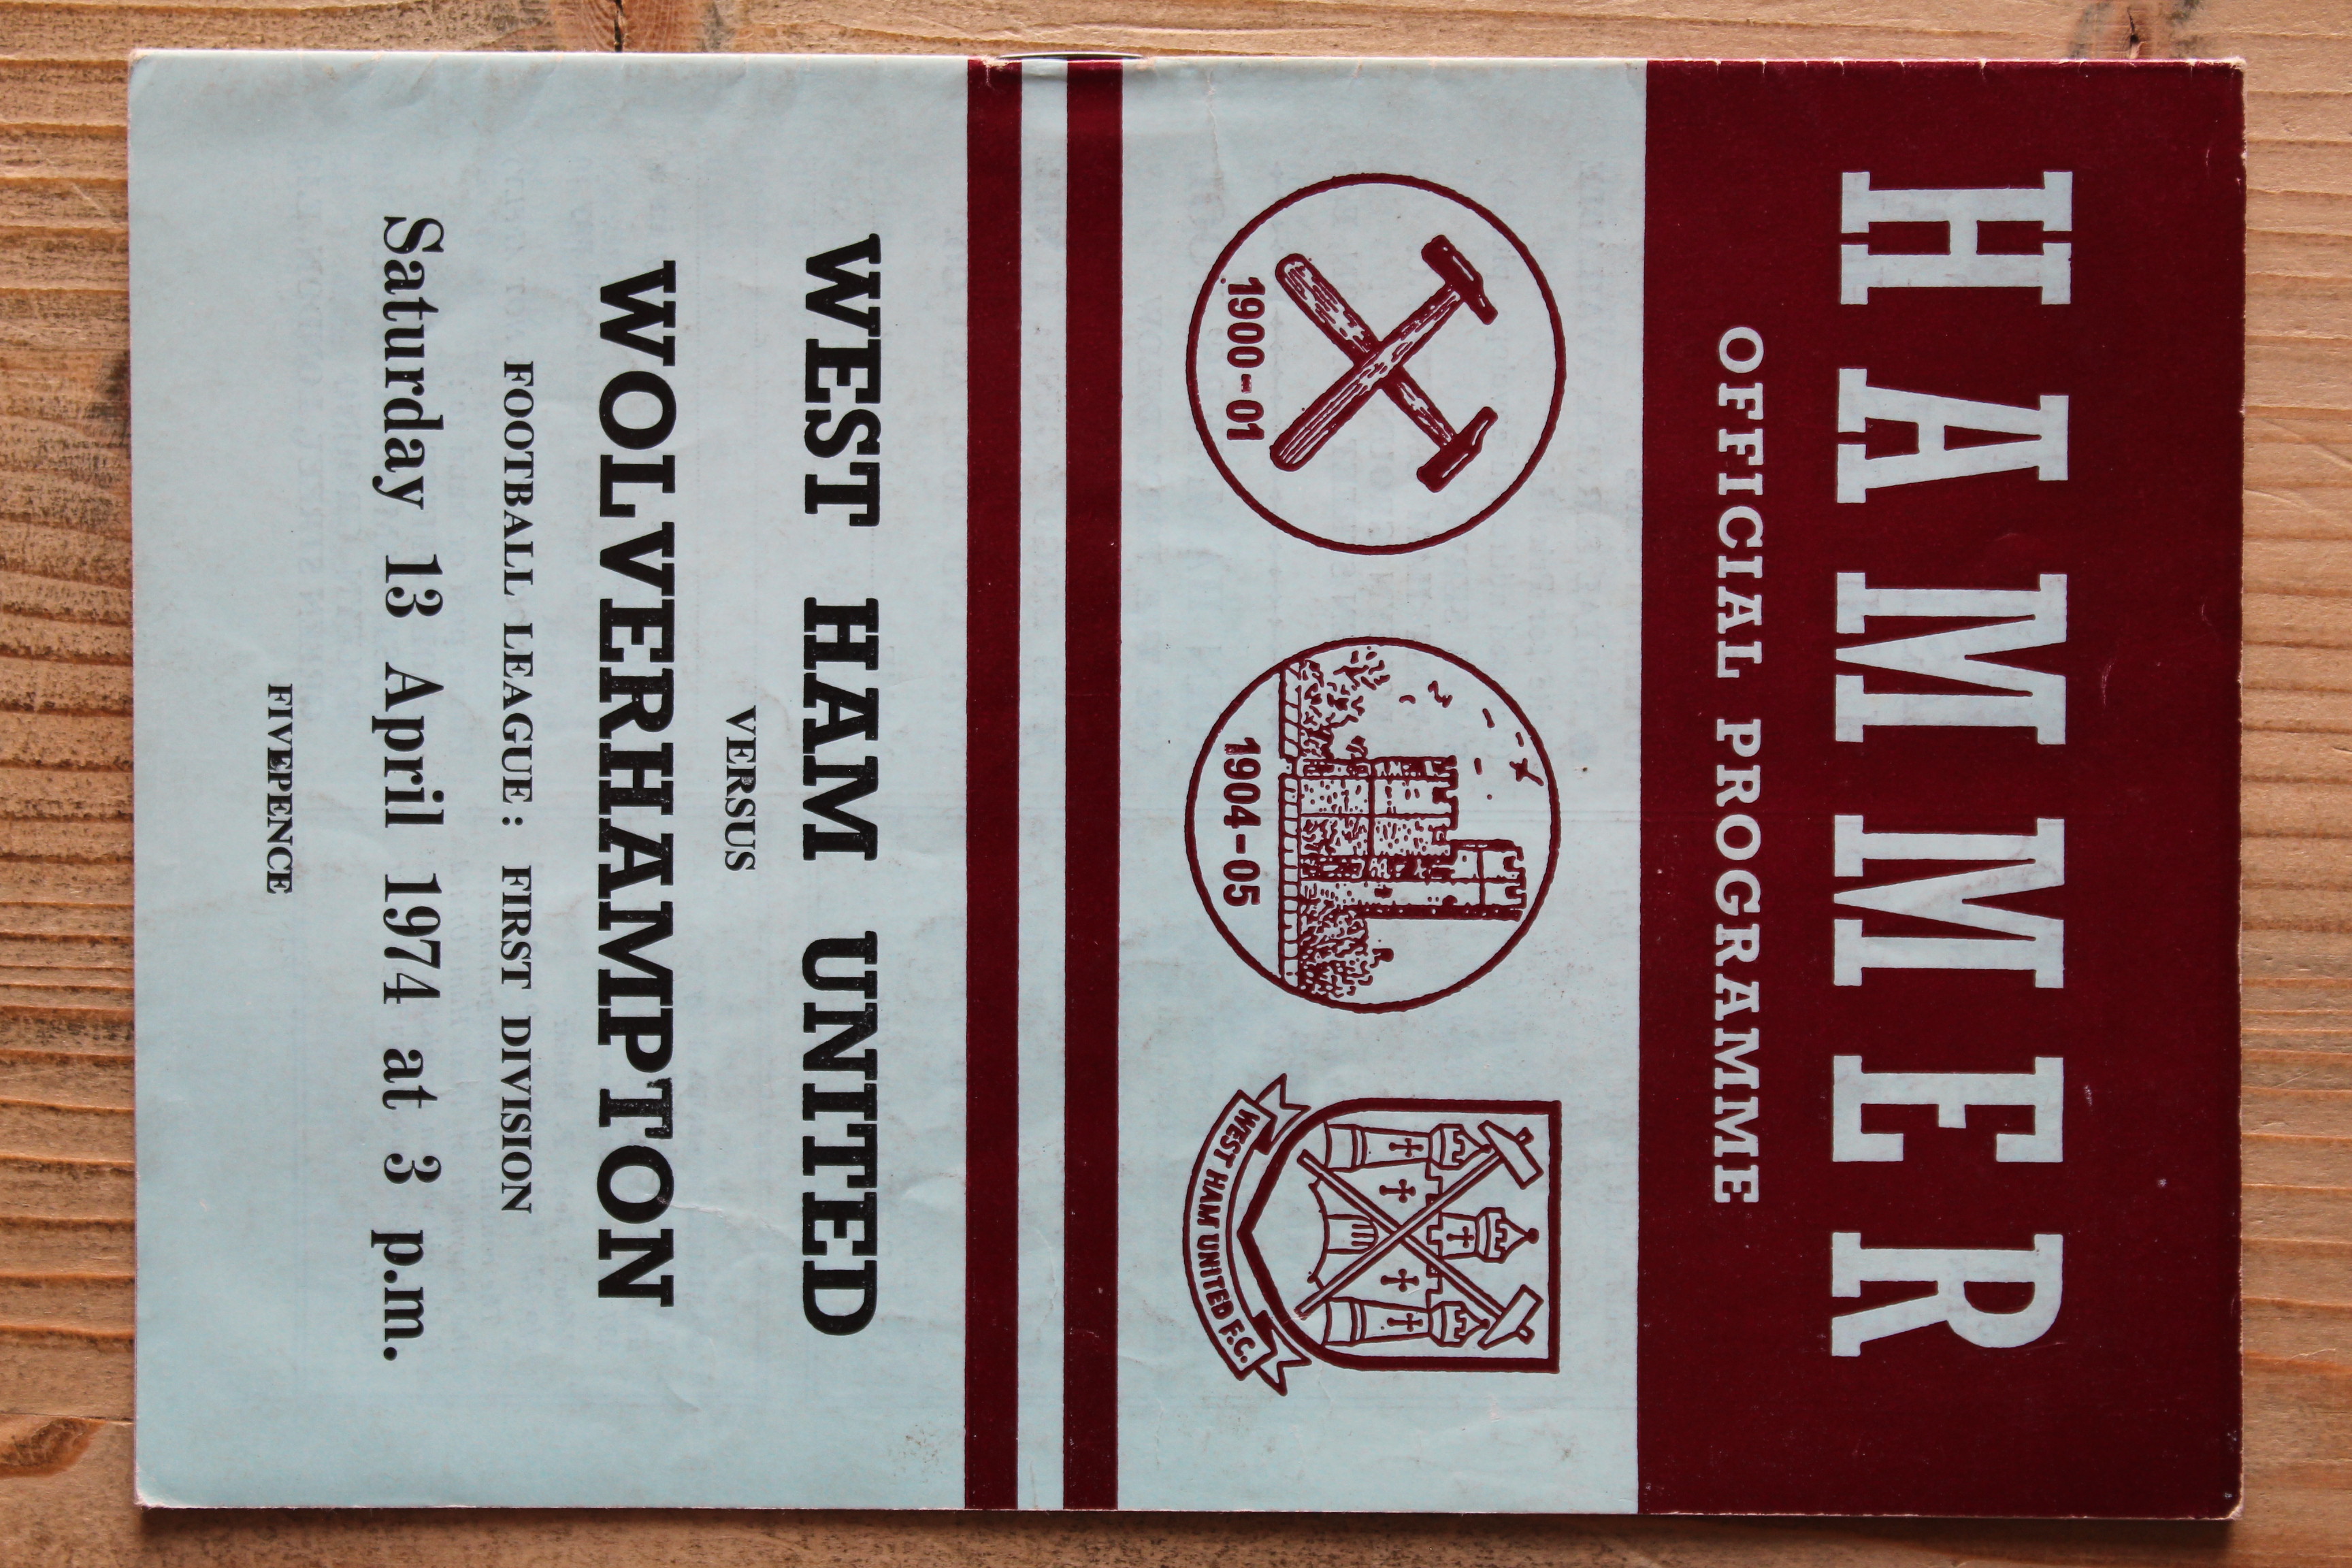 HAMMER
OFFICIAL PROGRAMME
1900-01
1904-05
WEST HAM UNITED F.C.
WEST HAM UNITED
VERSUS
WOLVERHAMPTON
FOOTBALL LEAGUE : FIRST DIVISION
Saturday 13 April 1974 at 3 p.m.
FIVEPENCE